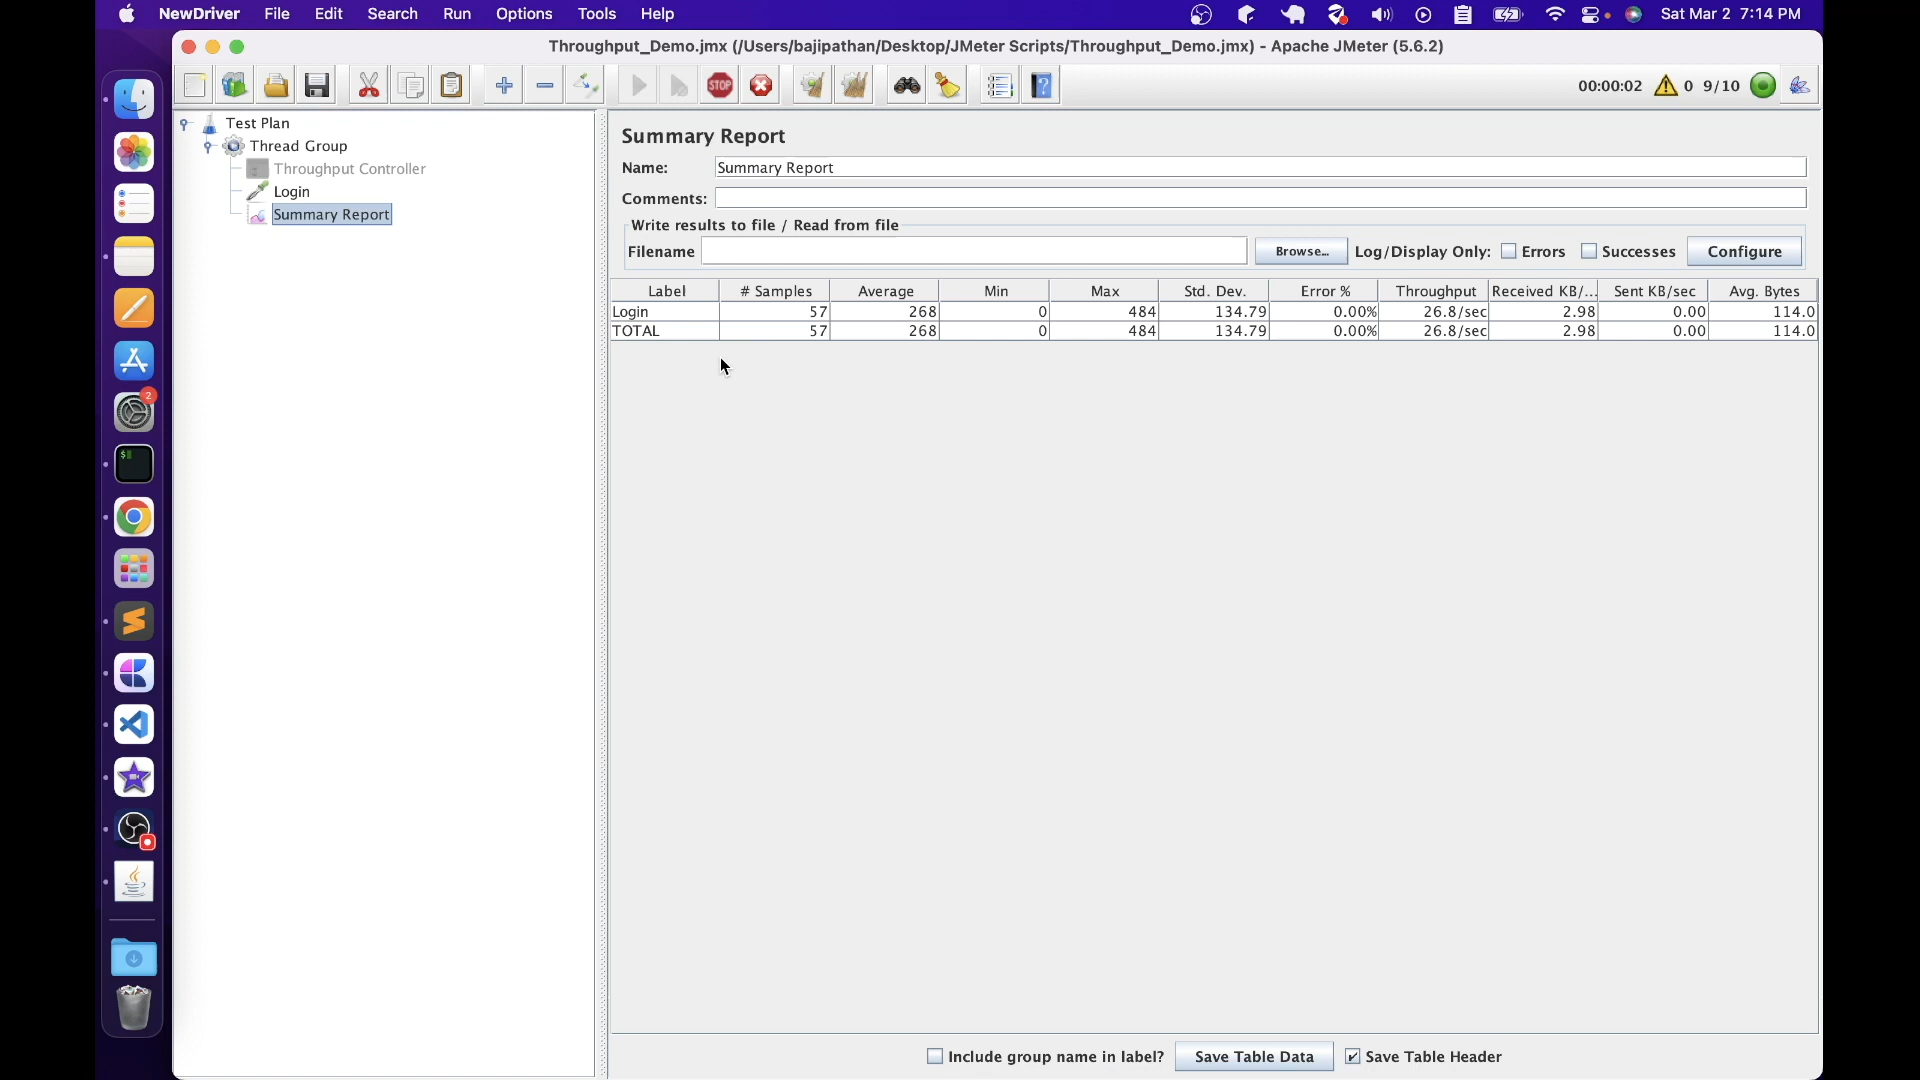 NewDriver File Edit Search Run Options Tools Help Sat Mar 2 7:14 PM
Throughput_Demo.jmx (/Users/bajipathan/Desktop/JMeter Scripts/Throughput_Demo.jmx) - Apache JMeter (5.6.2)
STOP 00:00:02 0 9/10
Test Plan
Thread Group
Throughput Controller
Login
Summary Report
2
Summary Report
Name: Summary Report
Comments:
Write results to file / Read from file
Filename Browse... Log/Display Only: Errors Successes Configure
Label # Samples Average Min Max Std. Dev. Error % Throughput Received KB/... Sent KB/sec Avg. Bytes
Login 57 268 0 484 134.79 0.00% 26.8/sec 2.98 0.00 114.0
TOTAL 57 268 0 484 134.79 0.00% 26.8/sec 2.98 0.00 114.0
Include group name in label? Save Table Data Save Table Header